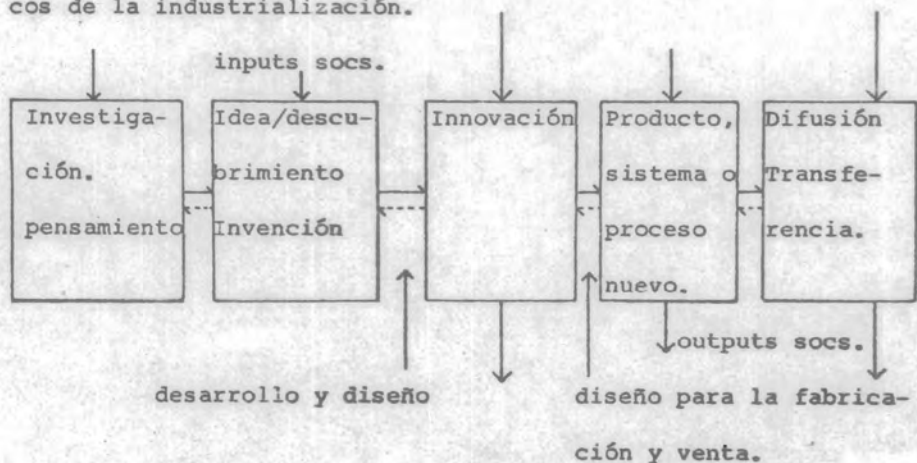 cos de la industrialización.
inputs socs.
Investiga-
ción.
pensamiento
Idea/descu-
brimiento
Invención
Innovación
Producto,
sistema o
proceso
nuevo.
Difusión
Transfe-
rencia.
outputs socs.
desarrollo y diseño
diseño para la fabrica-
ción y venta.